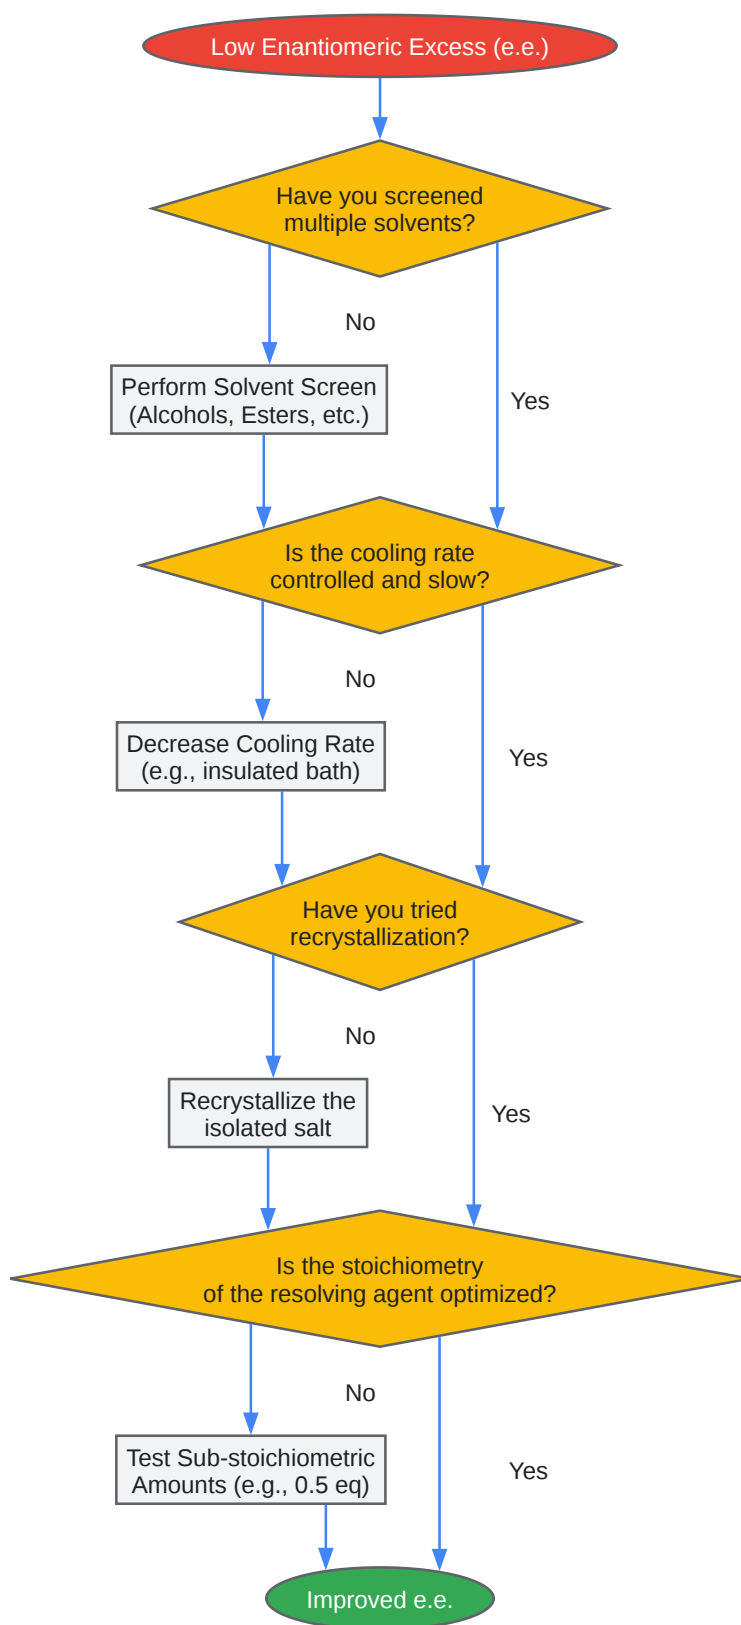 Low Enantiomeric Excess (e.e.)
Have you screened
multiple solvents?
No
Perform Solvent Screen
(Alcohols, Esters, etc.)
Yes
Is the cooling rate
controlled and slow?
No
Decrease Cooling Rate
(e.g., insulated bath)
Yes
Have you tried
recrystallization?
No
Recrystallize the
isolated salt
Yes
Is the stoichiometry
of the resolving agent optimized?
No
Test Sub-stoichiometric
Amounts (e.g., 0.5 eq)
Yes
Improved e.e.